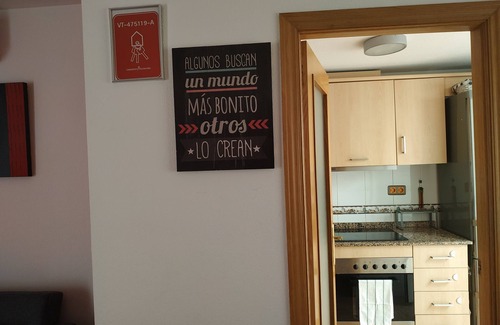 VT-475119-A
ALGUNOS BUSCAN
un mundo
MÁS BONITO
otros
LO CREAN